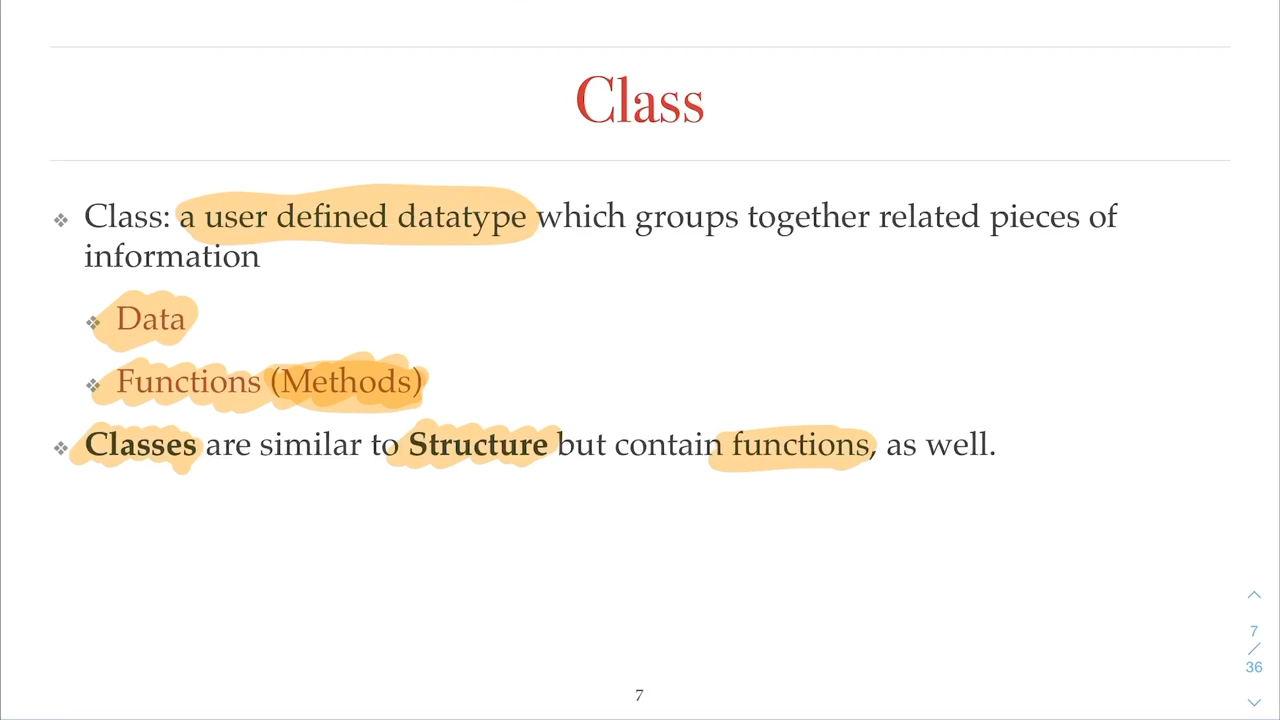 Class
❖ Class: a user defined datatype which groups together related pieces of
information
❖ Data
❖ Functions (Methods)
❖ Classes are similar to Structure but contain functions, as well.
7
/
36
7